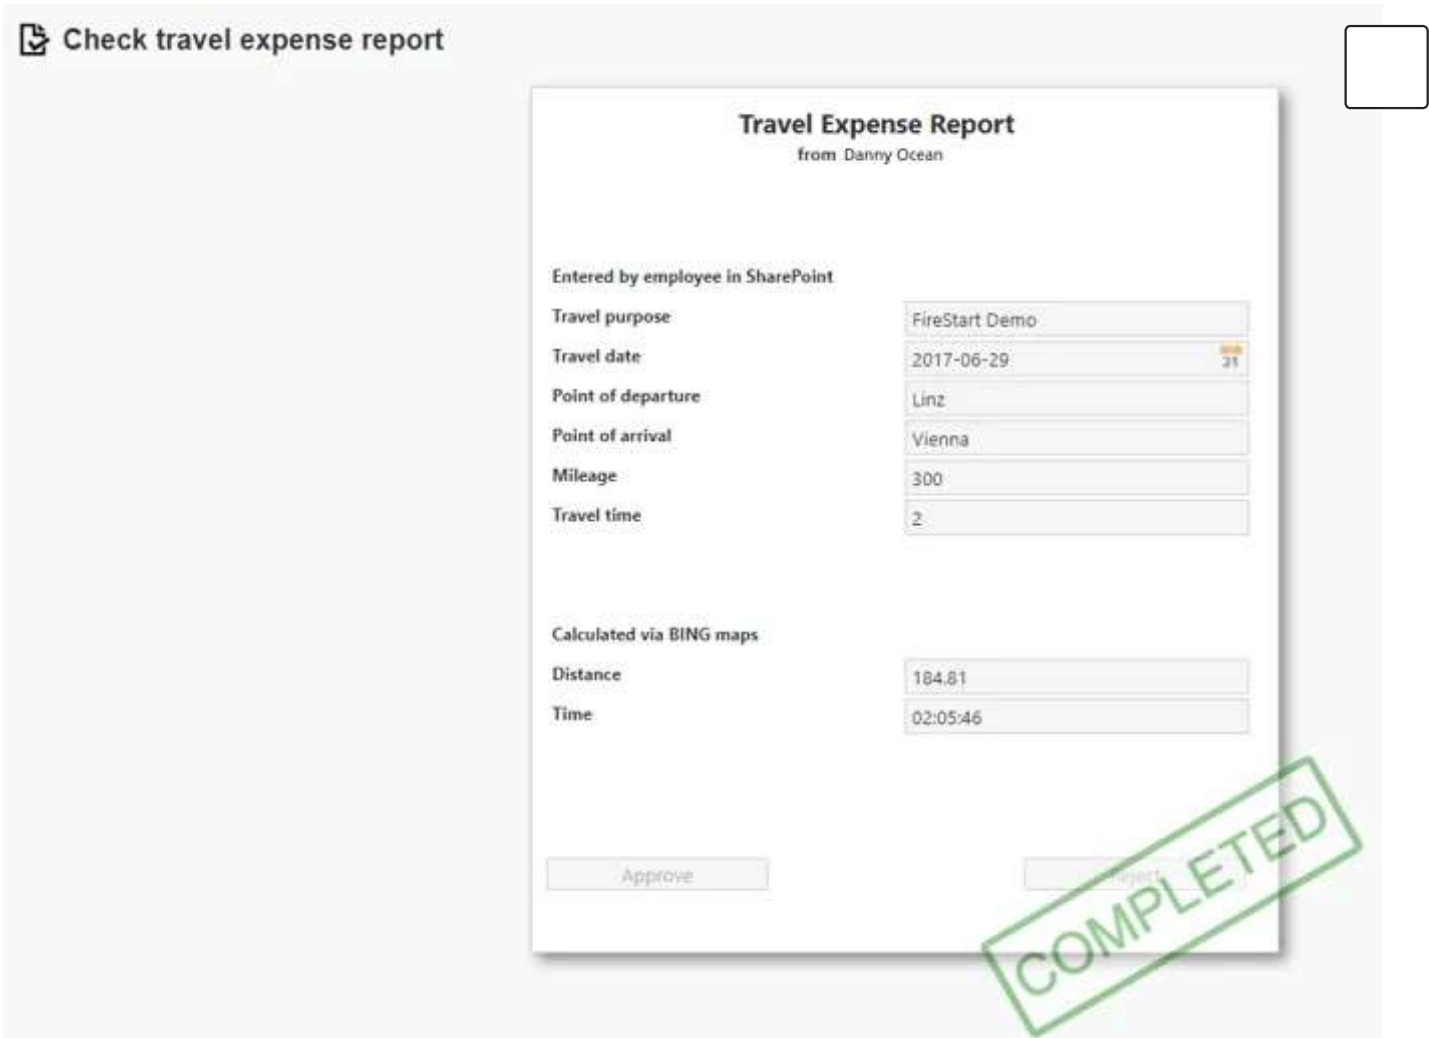 Check travel expense report
Travel Expense Report
from Danny Ocean
Entered by employee in SharePoint
Travel purpose FireStart Demo
Travel date 2017-06-29 31
Point of departure Linz
Point of arrival Vienna
Mileage 300
Travel time 2
Calculated via BING maps
Distance 184.81
Time 02:05:46
Approve Reject
COMPLETED